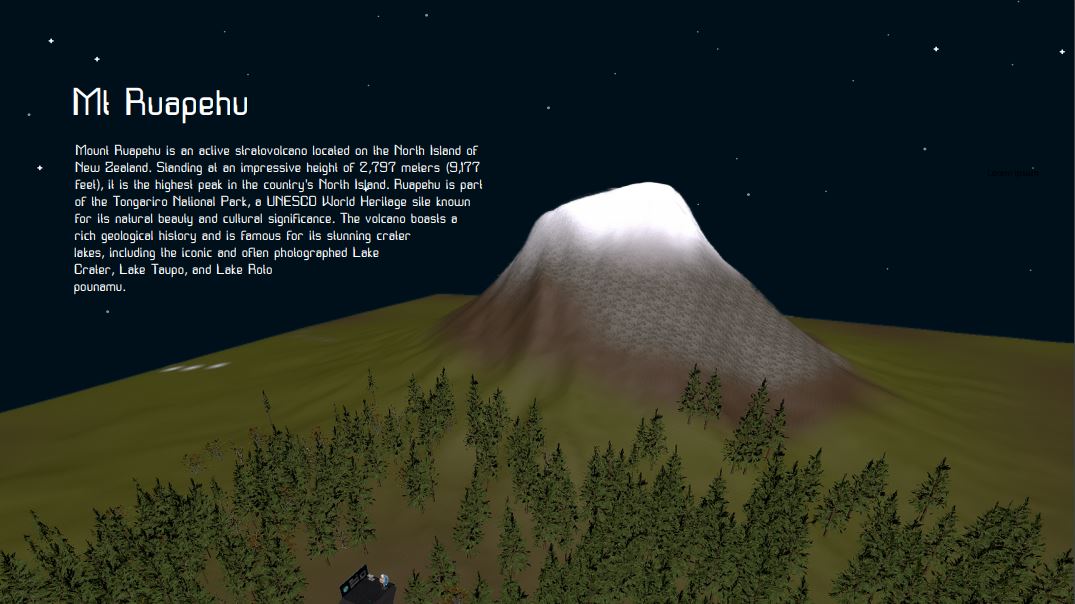 Mt Ruapehu
Mount Ruapehu is an active stratovolcano located on the North Island of
New Zealand. Standing at an impressive height of 2,797 meters (9,177
feet), it is the highest peak in the country's North Island. Ruapehu is part
of the Tongariro National Park, a UNESCO World Heritage site known
for its natural beauty and cultural significance. The volcano boasts a
rich geological history and is famous for its stunning crater
lakes, including the iconic and often photographed Lake
Crater, Lake Taupo, and Lake Roto
pounamu.
Lorem Ipsum